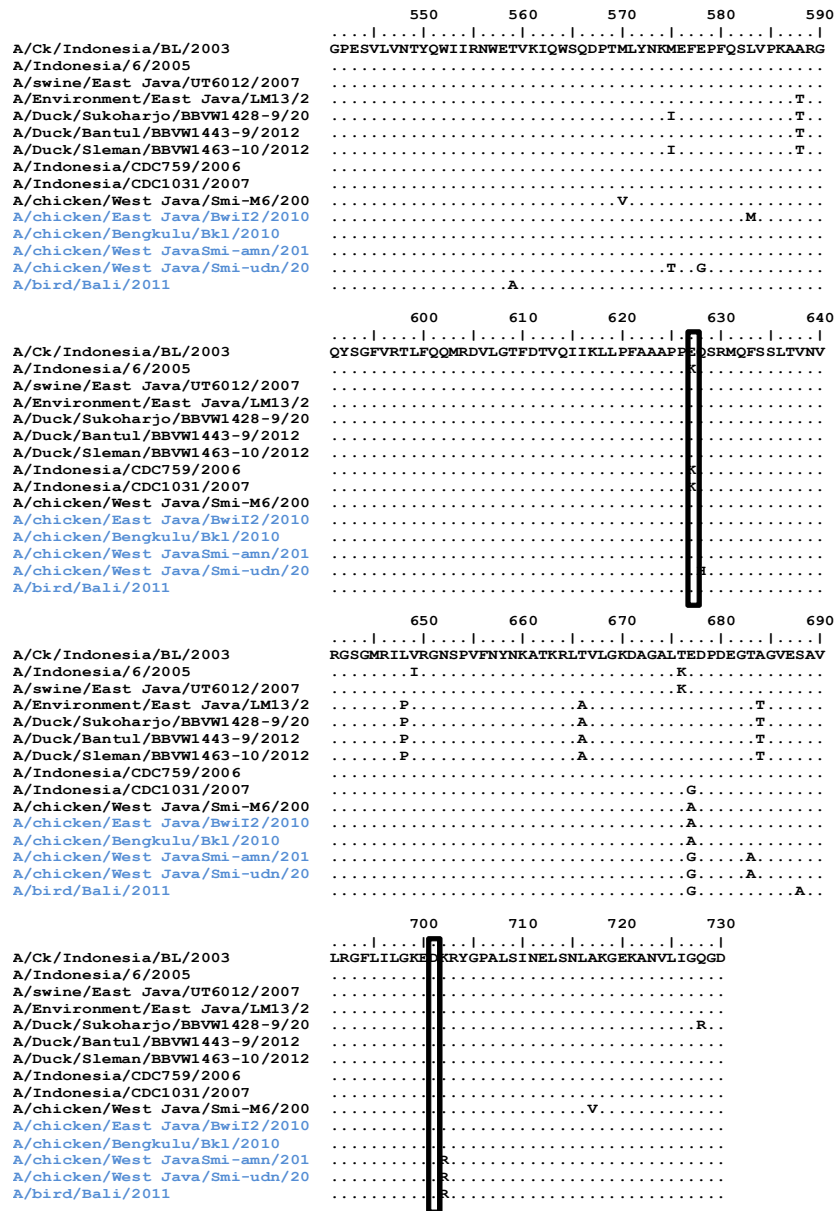 550 560 570 580 590
....|....|....|....|....|....|....|....|....|....|
A/Ck/Indonesia/BL/2003 GPESVLVNTYQWIIRNWETVKIQWSQDPTMLYNKMEFEPFQSLVPKAARG
A/Indonesia/6/2005 ..................................................
A/swine/East Java/UT6012/2007 ..................................................
A/Environment/East Java/LM13/2 ...............................................T..
A/Duck/Sukoharjo/BBVW1428-9/20 ..................................I............T..
A/Duck/Bantul/BBVW1443-9/2012 ...............................................T..
A/Duck/Sleman/BBVW1463-10/2012 ..................................I............T..
A/Indonesia/CDC759/2006 ..................................................
A/Indonesia/CDC1031/2007 ..................................................
A/chicken/West Java/Smi-M6/200 .............................V....................
A/chicken/East Java/BwiI2/2010 ..........................................M.......
A/chicken/Bengkulu/Bkl/2010 ..................................................
A/chicken/West JavaSmi-amn/201 ..................................................
A/chicken/West Java/Smi-udn/20 ..................................T..G............
A/bird/Bali/2011 ..................A...............................
600 610 620 630 640
....|....|....|....|....|....|....|....|....|....|
A/Ck/Indonesia/BL/2003 QYSGFVRTLFQQMRDVLGTFDTVQIIKLLPFAAAPPEQSRMQFSSLTVNV
A/Indonesia/6/2005 ....................................K.............
A/swine/East Java/UT6012/2007 ..................................................
A/Environment/East Java/LM13/2 ..................................................
A/Duck/Sukoharjo/BBVW1428-9/20 ..................................................
A/Duck/Bantul/BBVW1443-9/2012 ..................................................
A/Duck/Sleman/BBVW1463-10/2012 ..................................................
A/Indonesia/CDC759/2006 ....................................K.............
A/Indonesia/CDC1031/2007 ....................................K.............
A/chicken/West Java/Smi-M6/200 ..................................................
A/chicken/East Java/BwiI2/2010 ..................................................
A/chicken/Bengkulu/Bkl/2010 ..................................................
A/chicken/West JavaSmi-amn/201 ..................................................
A/chicken/West Java/Smi-udn/20 .....................................H............
A/bird/Bali/2011 ..................................................
650 660 670 680 690
....|....|....|....|....|....|....|....|....|....|
A/Ck/Indonesia/BL/2003 RGSGMRILVRGNSPVFNYNKATKRLTVLGKDAGALTEDPDEGTAGVESAV
A/Indonesia/6/2005 ........I..........................K..............
A/swine/East Java/UT6012/2007 ...................................K..............
A/Environment/East Java/LM13/2 .......P.................A.................T......
A/Duck/Sukoharjo/BBVW1428-9/20 .......P.................A.................T......
A/Duck/Bantul/BBVW1443-9/2012 .......P.................A.................T......
A/Duck/Sleman/BBVW1463-10/2012 .......P.................A.................T......
A/Indonesia/CDC759/2006 ..................................................
A/Indonesia/CDC1031/2007 ....................................G.............
A/chicken/West Java/Smi-M6/200 ....................................A.............
A/chicken/East Java/BwiI2/2010 ....................................A.............
A/chicken/Bengkulu/Bkl/2010 ....................................A.............
A/chicken/West JavaSmi-amn/201 ....................................G.....A.......
A/chicken/West Java/Smi-udn/20 ....................................G.....A.......
A/bird/Bali/2011 ....................................G..........A..
700 710 720 730
....|....|....|....|....|....|....|....|
A/Ck/Indonesia/BL/2003 LRGFLILGKEDKRYGPALSINELSNLAKGEKANVLIGQGD
A/Indonesia/6/2005 ........................................
A/swine/East Java/UT6012/2007 ........................................
A/Environment/East Java/LM13/2 ........................................
A/Duck/Sukoharjo/BBVW1428-9/20 .....................................R..
A/Duck/Bantul/BBVW1443-9/2012 ........................................
A/Duck/Sleman/BBVW1463-10/2012 ........................................
A/Indonesia/CDC759/2006 ........................................
A/Indonesia/CDC1031/2007 ........................................
A/chicken/West Java/Smi-M6/200 ..........................V.............
A/chicken/East Java/BwiI2/2010 ........................................
A/chicken/Bengkulu/Bkl/2010 ........................................
A/chicken/West JavaSmi-amn/201 ...........R............................
A/chicken/West Java/Smi-udn/20 ...........R............................
A/bird/Bali/2011 ...........R............................